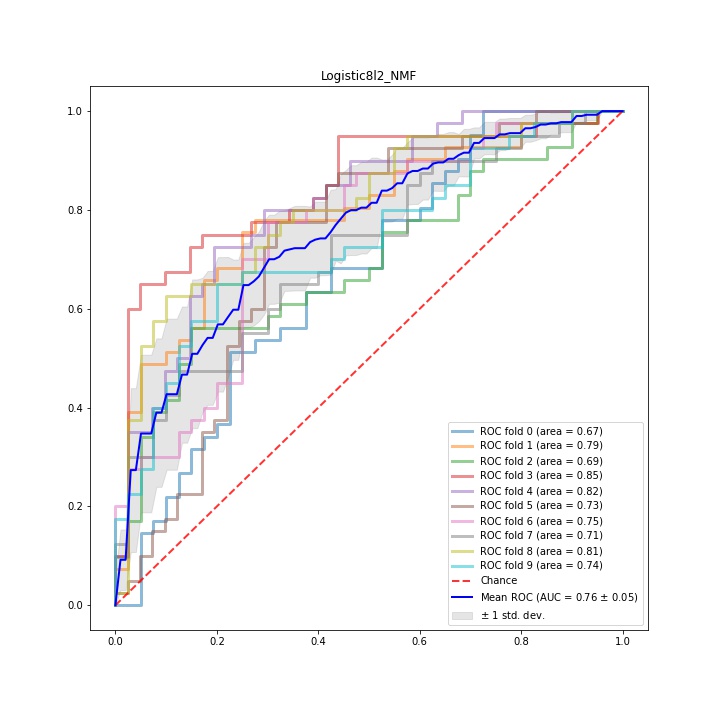 Logistic8l2_NMF
1.0
0.8
0.6
0.4
0.2
0.0
0.0 0.2 0.4 0.6 0.8 1.0
ROC fold 0 (area = 0.67)
ROC fold 1 (area = 0.79)
ROC fold 2 (area = 0.69)
ROC fold 3 (area = 0.85)
ROC fold 4 (area = 0.82)
ROC fold 5 (area = 0.73)
ROC fold 6 (area = 0.75)
ROC fold 7 (area = 0.71)
ROC fold 8 (area = 0.81)
ROC fold 9 (area = 0.74)
Chance
Mean ROC (AUC = 0.76 ± 0.05)
± 1 std. dev.